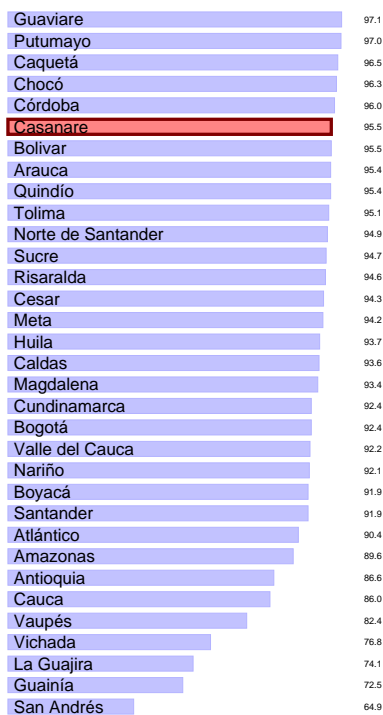 Guaviare 97.1
Putumayo 97.0
Caquetá 96.5
Chocó 96.3
Córdoba 96.0
Casanare 95.5
Bolivar 95.5
Arauca 95.4
Quindío 95.4
Tolima 95.1
Norte de Santander 94.9
Sucre 94.7
Risaralda 94.6
Cesar 94.3
Meta 94.2
Huila 93.7
Caldas 93.6
Magdalena 93.4
Cundinamarca 92.4
Bogotá 92.4
Valle del Cauca 92.2
Nariño 92.1
Boyacá 91.9
Santander 91.9
Atlántico 90.4
Amazonas 89.6
Antioquia 86.6
Cauca 86.0
Vaupés 82.4
Vichada 76.8
La Guajira 74.1
Guainía 72.5
San Andrés 64.9